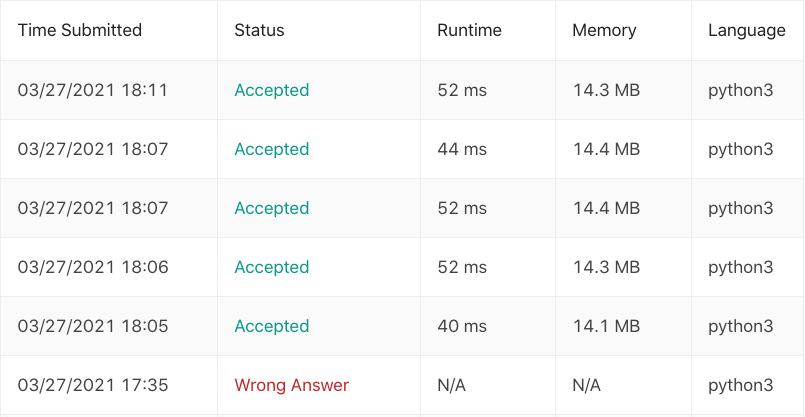 Time Submitted Status Runtime Memory Language
03/27/2021 18:11 Accepted 52 ms 14.3 MB python3
03/27/2021 18:07 Accepted 44 ms 14.4 MB python3
03/27/2021 18:07 Accepted 52 ms 14.4 MB python3
03/27/2021 18:06 Accepted 52 ms 14.3 MB python3
03/27/2021 18:05 Accepted 40 ms 14.1 MB python3
03/27/2021 17:35 Wrong Answer N/A N/A python3